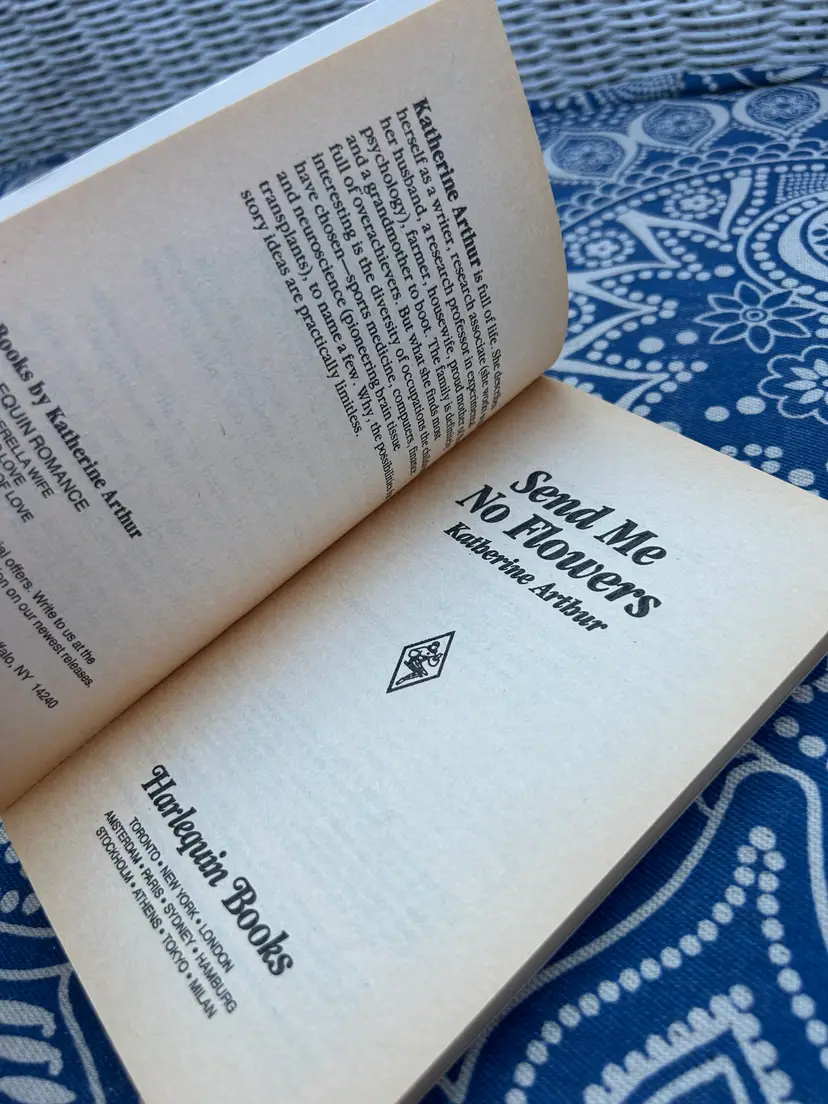 Katherine Arthur is full of life. She describes
herself as a writer, research associate (she works
her husband, a research professor in experimental
psychology), farmer, housewife, proud mother of
and a grandmother to boot. The family is definitely
full of overachievers. But what she finds most
interesting is the diversity of occupations the child
have chosen—sports medicine, computers, finance,
and neuroscience (pioneering brain tissue
transplants), to name a few. Why, the possibilities
story ideas are practically limitless.
Books by Katherine Arthur
EQUIN ROMANCE
ERELLA WIFE
LOVE
OF LOVE
offers. Write to us at the
on our newest releases.
NY 14240
Send Me
No Flowers
Katherine Arthur
Harlequin Books
TORONTO • NEW YORK • LONDON
AMSTERDAM • PARIS • SYDNEY • HAMBURG
STOCKHOLM • ATHENS • TOKYO • MILAN